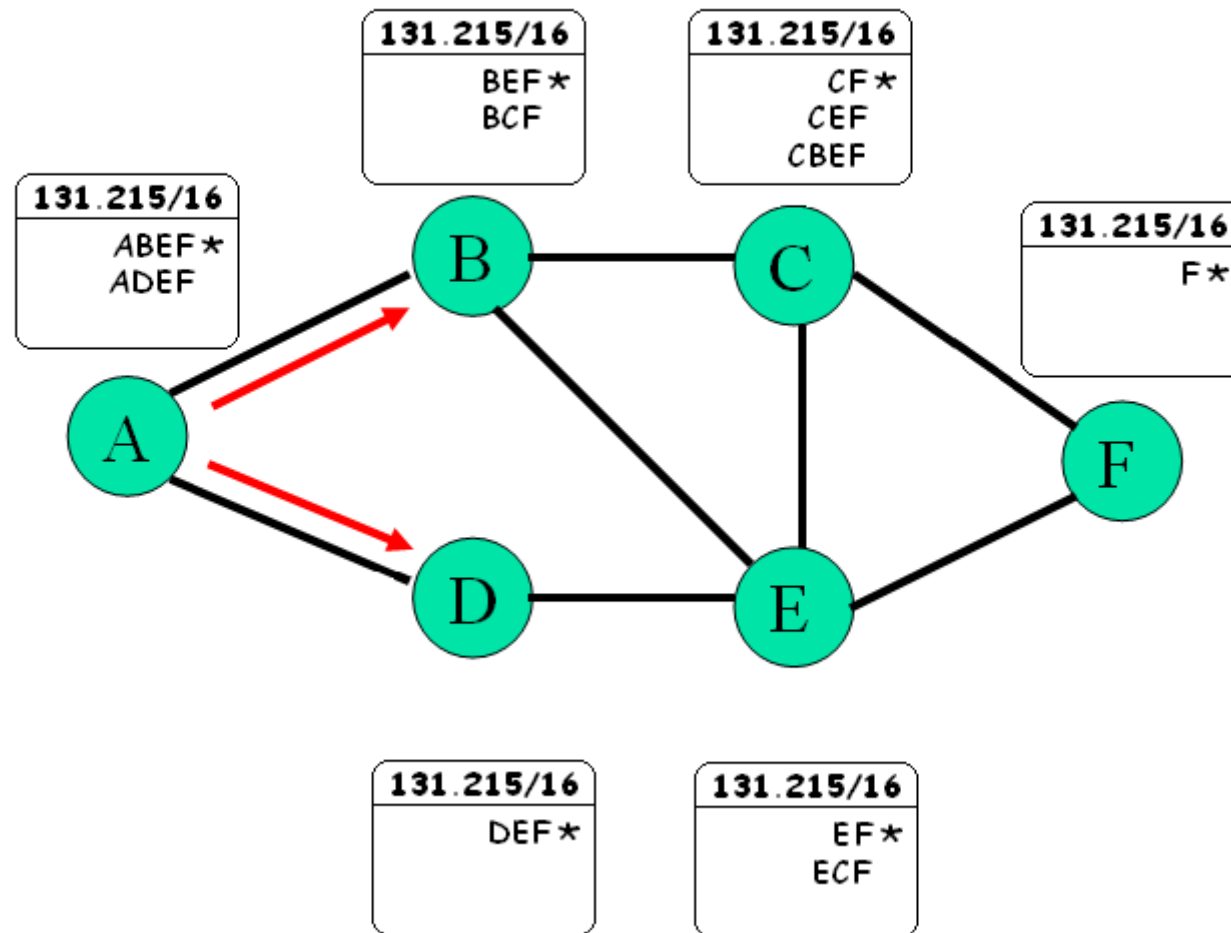 131.215/16
BEF*
BCF
131.215/16
CF*
CEF
CBEF
131.215/16
ABEF*
ADEF
131.215/16
F*
B
C
A
F
D
E
131.215/16
DEF*
131.215/16
EF*
ECF